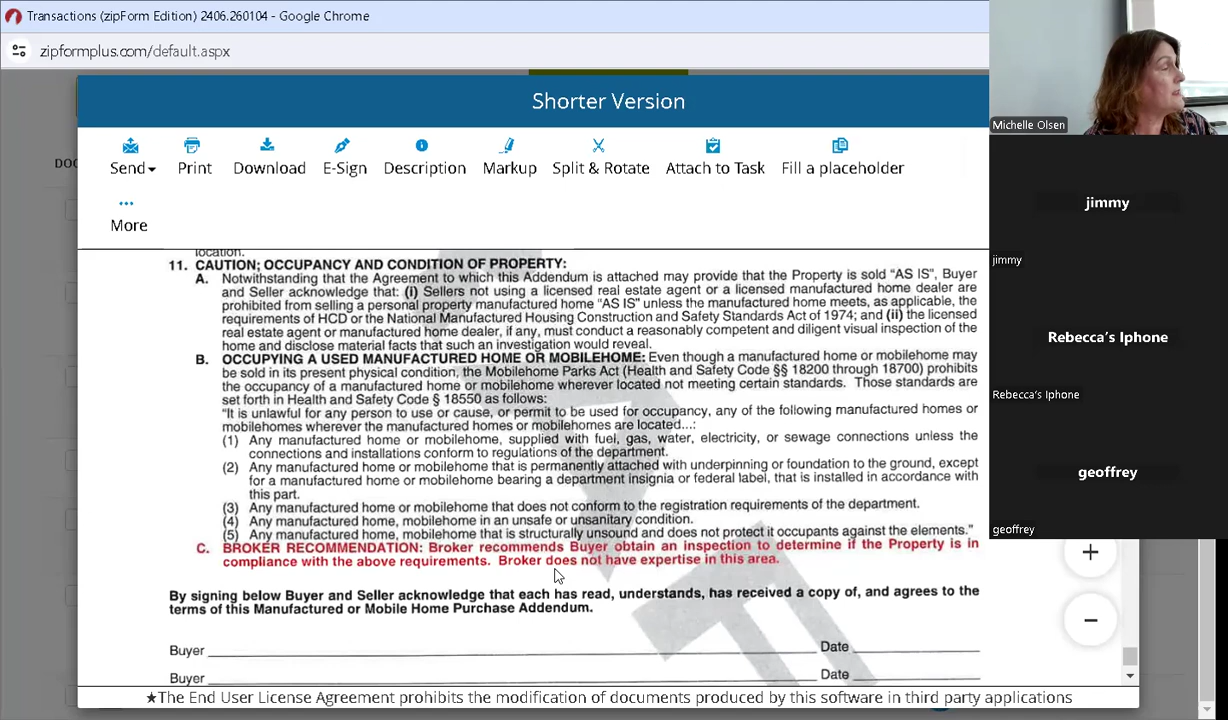 Transactions (zipForm Edition) 2406.260104 - Google Chrome
zipformplus.com/default.aspx
DOC
Shorter Version
Send
Print
Download
E-Sign
Description
Markup
Split & Rotate
Attach to Task
Fill a placeholder
More
location.
11. CAUTION; OCCUPANCY AND CONDITION OF PROPERTY:
A. Notwithstanding that the Agreement to which this Addendum is attached may provide that the Property is sold “AS IS”, Buyer
and Seller acknowledge that: (i) Sellers not using a licensed real estate agent or a licensed manufactured home dealer are
prohibited from selling a personal property manufactured home “AS IS” unless the manufactured home meets, as applicable, the
requirements of HCD or the National Manufactured Housing Construction and Safety Standards Act of 1974; and (ii) the licensed
real estate agent or manufactured home dealer, if any, must conduct a reasonably competent and diligent visual inspection of the
home and disclose material facts that such an investigation would reveal.
B. OCCUPYING A USED MANUFACTURED HOME OR MOBILEHOME: Even though a manufactured home or mobilehome may
be sold in its present physical condition, the Mobilehome Parks Act (Health and Safety Code §§ 18200 through 18700) prohibits
the occupancy of a manufactured home or mobilehome wherever located not meeting certain standards. Those standards are
set forth in Health and Safety Code § 18550 as follows:
“It is unlawful for any person to use or cause, or permit to be used for occupancy, any of the following manufactured homes or
mobilehomes wherever the manufactured homes or mobilehomes are located...:
(1) Any manufactured home or mobilehome, supplied with fuel, gas, water, electricity, or sewage connections unless the
connections and installations conform to regulations of the department.
(2) Any manufactured home or mobilehome that is permanently attached with underpinning or foundation to the ground, except
for a manufactured home or mobilehome bearing a department insignia or federal label, that is installed in accordance with
this part.
(3) Any manufactured home or mobilehome that does not conform to the registration requirements of the department.
(4) Any manufactured home, mobilehome in an unsafe or unsanitary condition.
(5) Any manufactured home, mobilehome that is structurally unsound and does not protect it occupants against the elements.”
C. BROKER RECOMMENDATION: Broker recommends Buyer obtain an inspection to determine if the Property is in
compliance with the above requirements. Broker does not have expertise in this area.
By signing below Buyer and Seller acknowledge that each has read, understands, has received a copy of, and agrees to the
terms of this Manufactured or Mobile Home Purchase Addendum.
Buyer Date
Buyer Date
★The End User License Agreement prohibits the modification of documents produced by this software in third party applications
Michelle Olsen
jimmy
jimmy
Rebecca’s Iphone
Rebecca’s Iphone
geoffrey
geoffrey